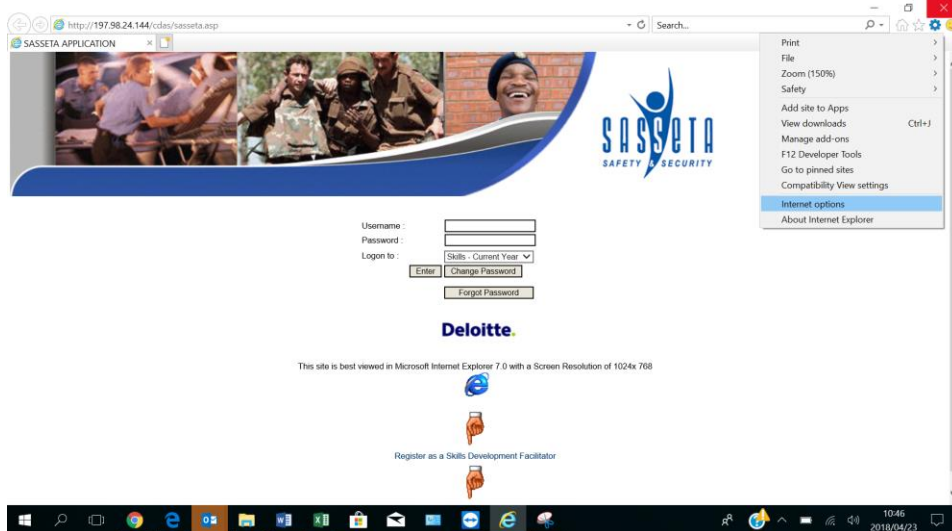 http://197.98.24.144/cdas/sasseta.asp
Search...
SASSETA APPLICATION
Print
File
Zoom (150%)
Safety
Add site to Apps
View downloads Ctrl+J
Manage add-ons
F12 Developer Tools
Go to pinned sites
Compatibility View settings
Internet options
About Internet Explorer
SASSETA
SAFETY & SECURITY
Username :
Password :
Logon to : Skills - Current Year
Enter Change Password
Forgot Password
Deloitte.
This site is best viewed in Microsoft Internet Explorer 7.0 with a Screen Resolution of 1024x 768
Register as a Skills Development Facilitator
10:46
2018/04/23